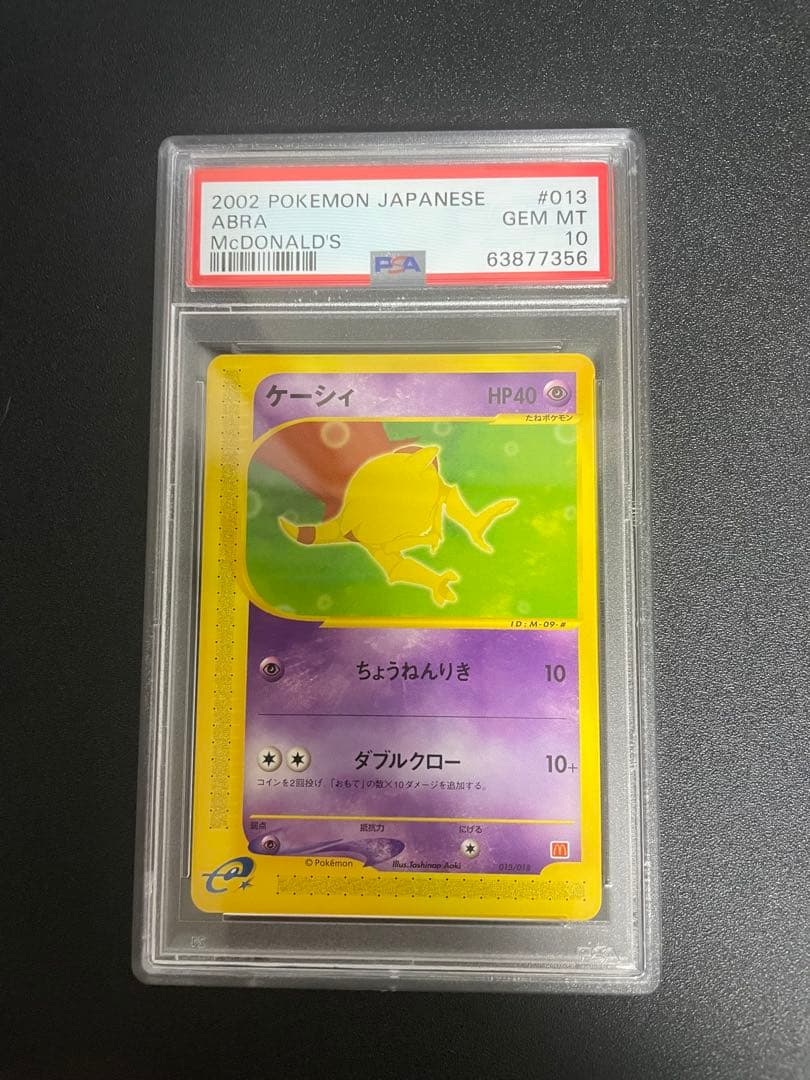 2002 POKEMON JAPANESE #013
ABRA GEM MT
McDONALD'S 10
PSA 63877356
ケーシィ HP40
たねポケモン
ID:M-09-#
ちょうねんりき 10
ダブルクロー 10+
コインを2回投げ、「おもて」の数×10ダメージを追加する。
弱点 抵抗力 にげる
©Pokémon Illus.Toshinao Aoki 013/018
e